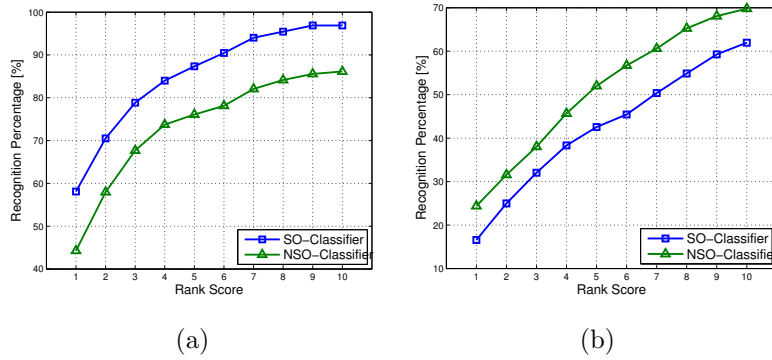 100
90
80
70
60
50
40
1 2 3 4 5 6 7 8 9 10
Rank Score
Recognition Percentage [%]
SO−Classifier
NSO−Classifier
(a)
70
60
50
40
30
20
10
1 2 3 4 5 6 7 8 9 10
Rank Score
Recognition Percentage [%]
SO−Classifier
NSO−Classifier
(b)